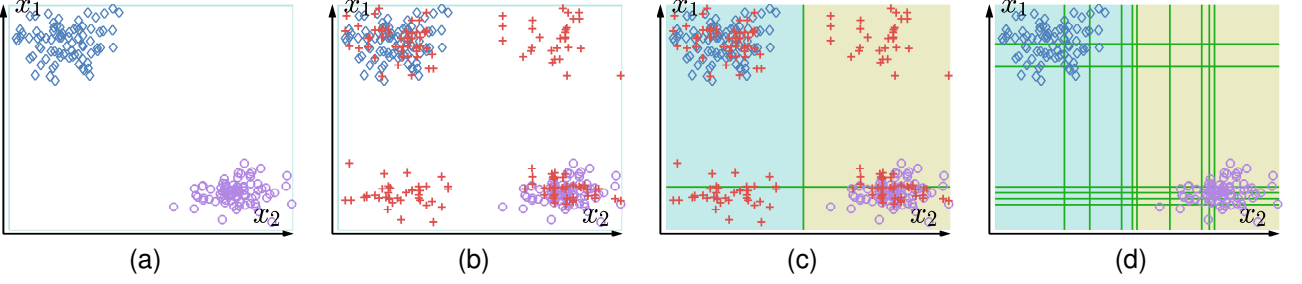 x₁ x₁ x₁ x₁
x₂ x₂ x₂ x₂
(a) (b) (c) (d)